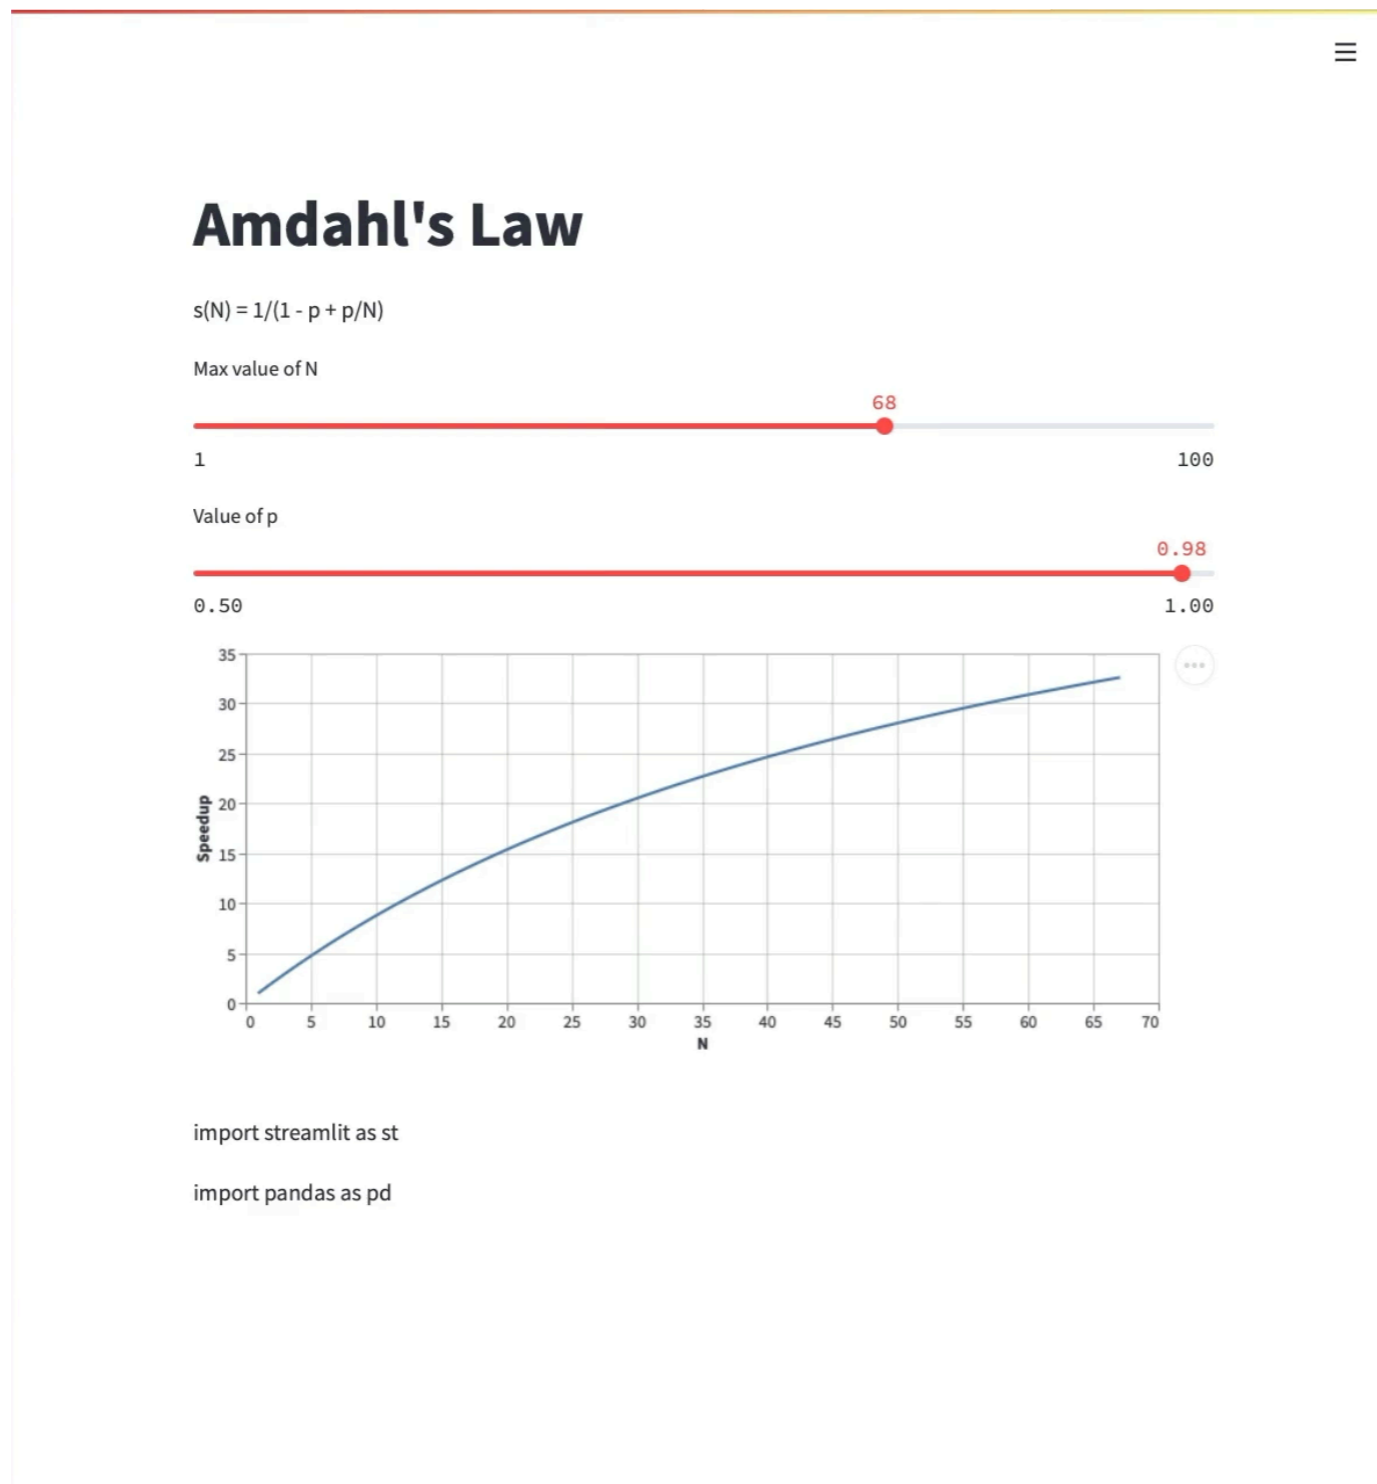 Amdahl's Law
s(N) = 1/(1 - p + p/N)
Max value of N
68
1 100
Value of p
0.98
0.50 1.00
35
30
25
20
15
10
5
0
Speedup
0 5 10 15 20 25 30 35 40 45 50 55 60 65 70
N
import streamlit as st
import pandas as pd